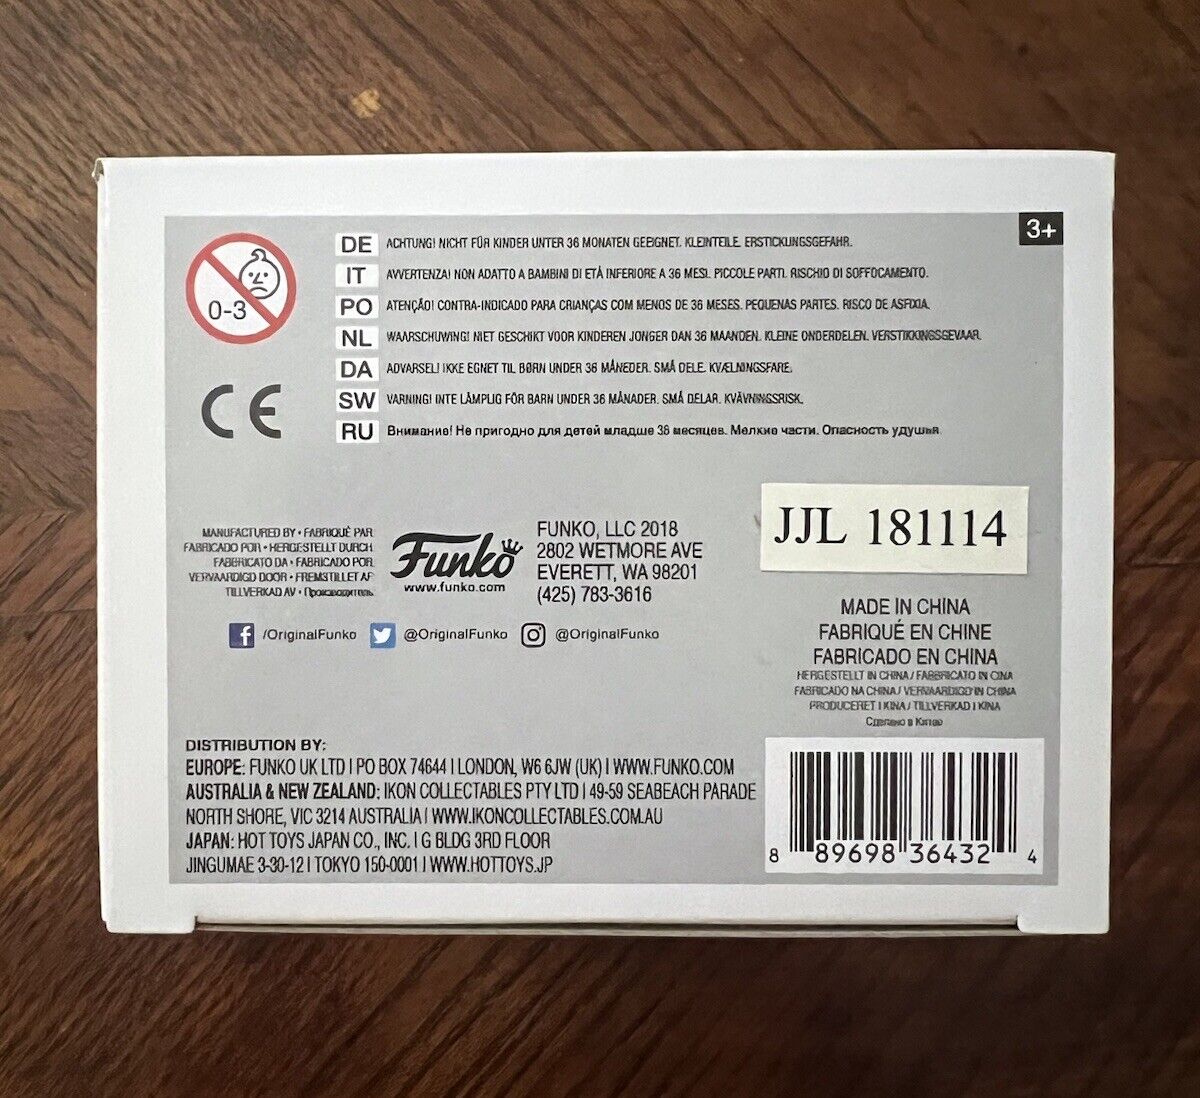 3+
0-3
DE ACHTUNG! NICHT FÜR KINDER UNTER 36 MONATEN GEEIGNET. KLEINTEILE. ERSTICKUNGSGEFAHR.
IT AVVERTENZA! NON ADATTO A BAMBINI DI ETÀ INFERIORE A 36 MESI. PICCOLE PARTI. RISCHIO DI SOFFOCAMENTO.
PO ATENÇÃO! CONTRA-INDICADO PARA CRIANÇAS COM MENOS DE 36 MESES. PEQUENAS PARTES. RISCO DE ASFIXIA.
NL WAARSCHUWING! NIET GESCHIKT VOOR KINDEREN JONGER DAN 36 MAANDEN. KLEINE ONDERDELEN. VERSTIKKINGSGEVAAR.
DA ADVARSEL! IKKE EGNET TIL BØRN UNDER 36 MÅNEDER. SMÅ DELE. KVÆLNINGSFARE.
SW VARNING! INTE LÄMPLIG FÖR BARN UNDER 36 MÅNADER. SMÅ DELAR. KVÄVNINGSRISK.
RU Внимание! Не пригодно для детей младше 36 месяцев. Мелкие части. Опасность удушья
CE
MANUFACTURED BY • FABRIQUÉ PAR
FABRICADO POR • HERGESTELLT DURCH
FABBRICATO DA • FABRICADO POR
VERVAARDIGD DOOR • FREMSTILLET AF
TILLVERKAD AV • Производитель
Funko
www.funko.com
FUNKO, LLC 2018
2802 WETMORE AVE
EVERETT, WA 98201
(425) 783-3616
JJL 181114
/OriginalFunko @OriginalFunko @OriginalFunko
MADE IN CHINA
FABRIQUÉ EN CHINE
FABRICADO EN CHINA
HERGESTELLT IN CHINA / FABBRICATO IN CINA
FABRICADO NA CHINA / VERVAARDIGD IN CHINA
PRODUCERET I KINA / TILLVERKAD I KINA
Сделано в Китае
DISTRIBUTION BY:
EUROPE: FUNKO UK LTD | PO BOX 74644 | LONDON, W6 6JW (UK) | WWW.FUNKO.COM
AUSTRALIA & NEW ZEALAND: IKON COLLECTABLES PTY LTD | 49-59 SEABEACH PARADE
NORTH SHORE, VIC 3214 AUSTRALIA | WWW.IKONCOLLECTABLES.COM.AU
JAPAN: HOT TOYS JAPAN CO., INC. | G BLDG 3RD FLOOR
JINGUMAE 3-30-12 | TOKYO 150-0001 | WWW.HOTTOYS.JP
8 89698 36432 4